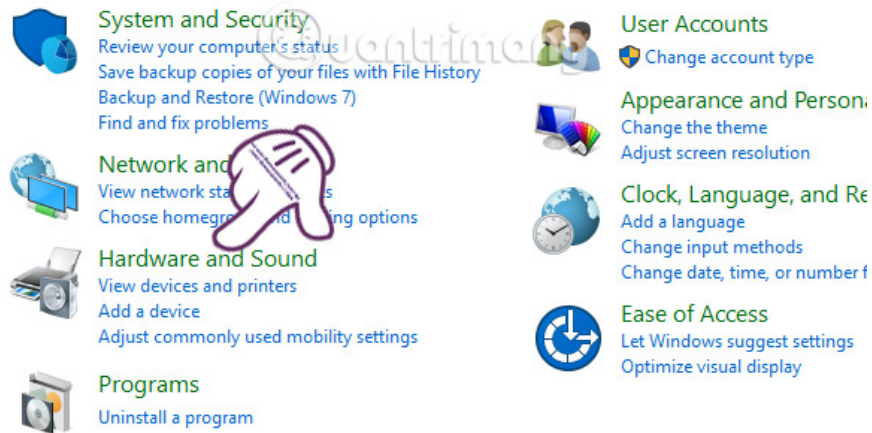 System and Security
Review your computer's status
Save backup copies of your files with File History
Backup and Restore (Windows 7)
Find and fix problems
Network and
View network sta s
Choose homegro nd ing options
Hardware and Sound
View devices and printers
Add a device
Adjust commonly used mobility settings
Programs
Uninstall a program
Quantrimang
User Accounts
Change account type
Appearance and Persona
Change the theme
Adjust screen resolution
Clock, Language, and Re
Add a language
Change input methods
Change date, time, or number f
Ease of Access
Let Windows suggest settings
Optimize visual display